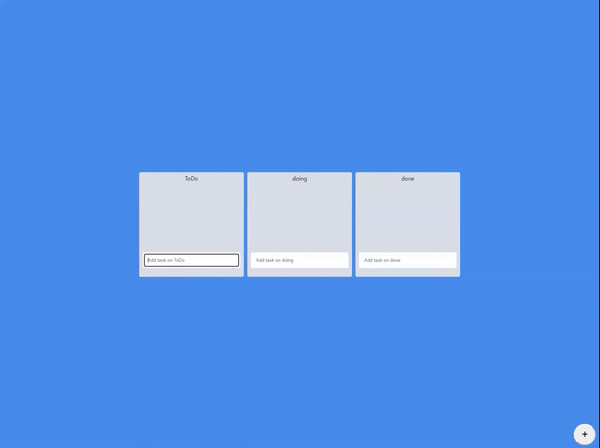 ToDo
doing
done
Add task on ToDo
Add task on doing
Add task on done
+